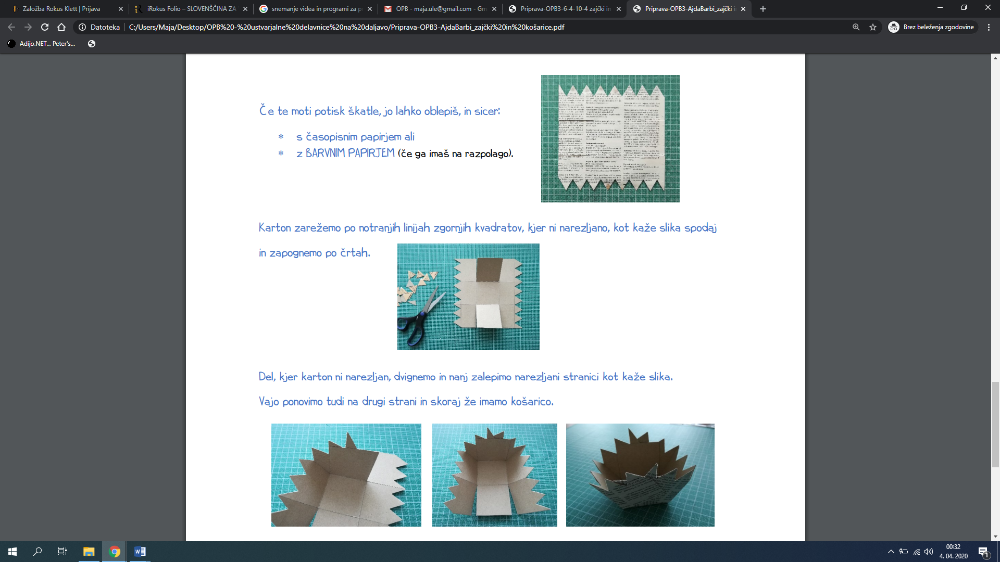 Založba Rokus Klett | Prijava
iRokus Folio – SLOVENŠČINA ZA
snemanje videa in programi za p
OPB - maja.ule@gmail.com - Gm
Priprava-OPB3-6-4-10-4 zajčki in
Priprava-OPB3-AjdaBarbi_zajčki i
Datoteka
C:/Users/Maja/Desktop/OPB%20-%20ustvarjalne%20delavnice%20na%20daljavo/Priprava-OPB3-AjdaBarbi_zajčki%20in%20košarice.pdf
Brez beleženja zgodovine
Adijo.NET... Peter's...
Če te moti potisk škatle, jo lahko oblepiš, in sicer:
* s časopisnim papirjem ali
* z BARVNIM PAPIRJEM (če ga imaš na razpolago).
Karton zarežemo po notranjih linijah zgornjih kvadratov, kjer ni narezljano, kot kaže slika spodaj
in zapognemo po črtah.
Del, kjer karton ni narezljan, dvignemo in nanj zalepimo narezljani stranici kot kaže slika.
Vajo ponovimo tudi na drugi strani in skoraj že imamo košarico.
00:32
4. 04. 2020
1